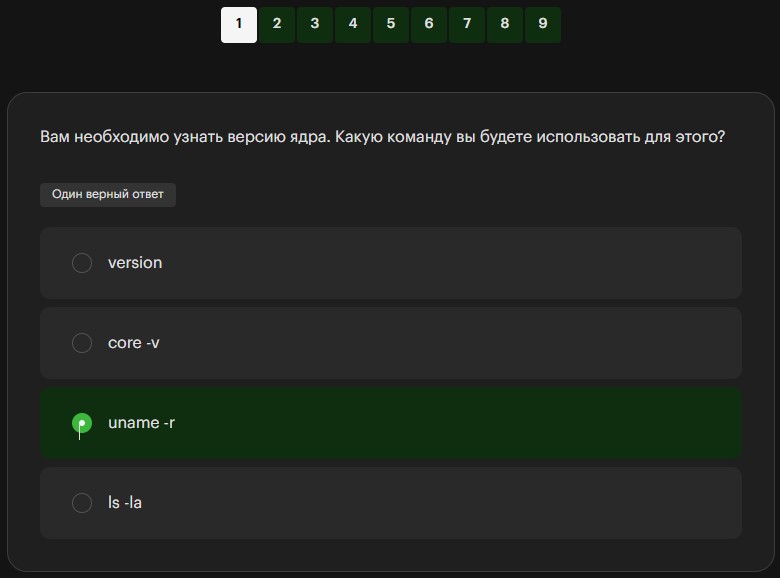 1 2 3 4 5 6 7 8 9
Вам необходимо узнать версию ядра. Какую команду вы будете использовать для этого?
Один верный ответ
version
core -v
uname -r
ls -la